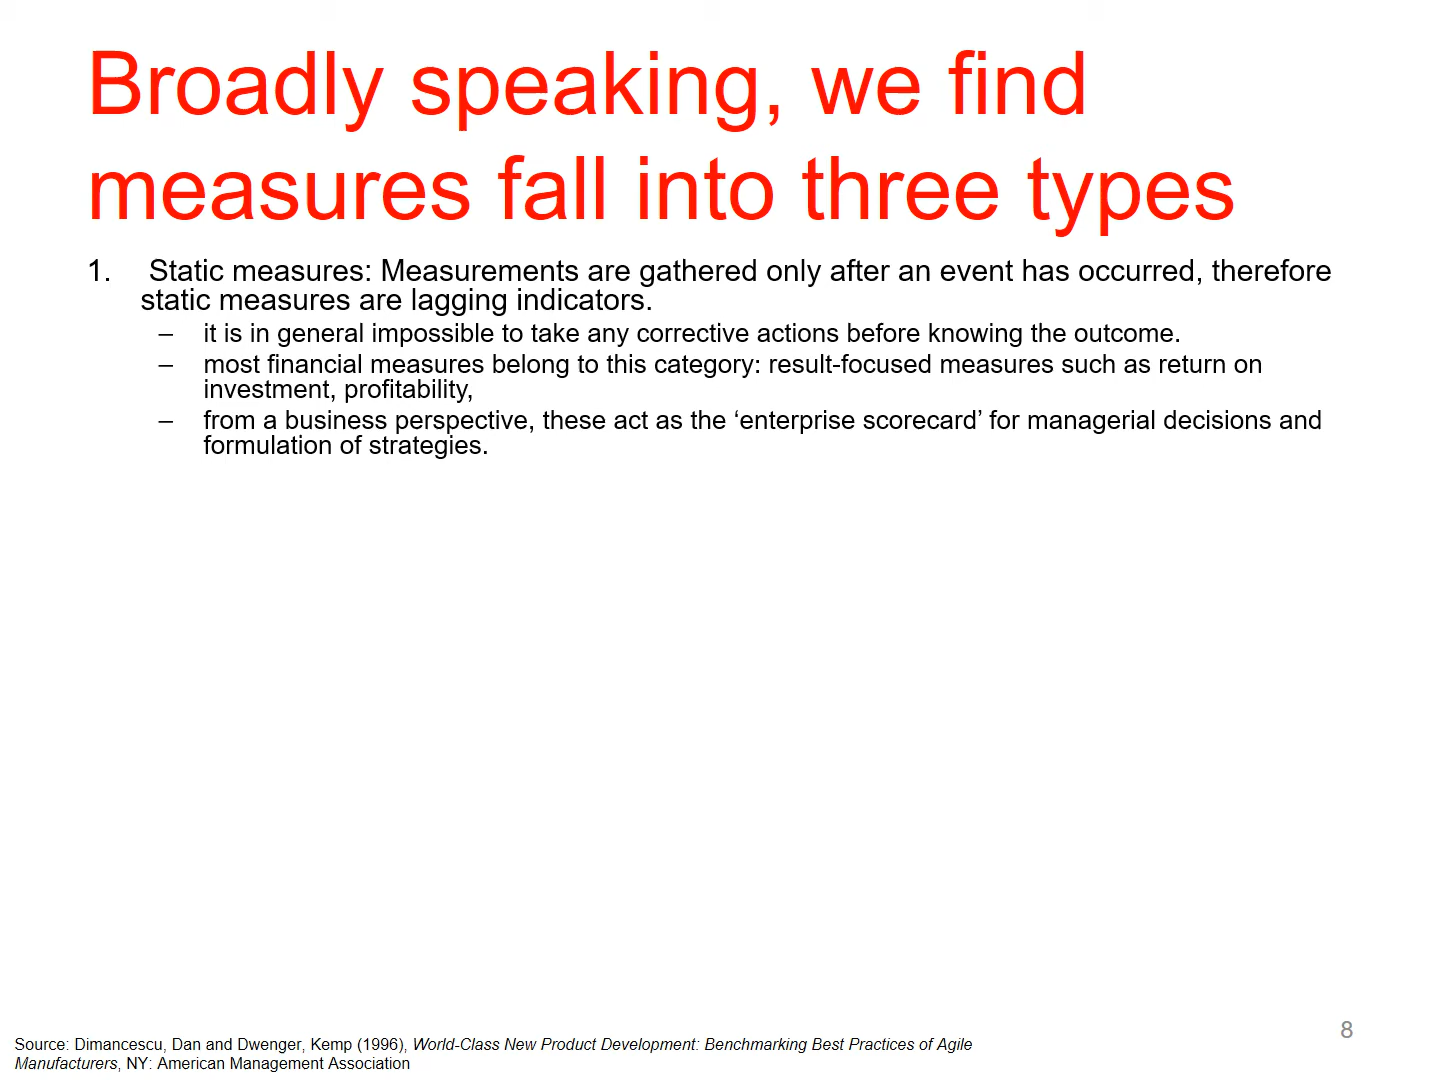 Broadly speaking, we find
measures fall into three types
1. Static measures: Measurements are gathered only after an event has occurred, therefore
static measures are lagging indicators.
– it is in general impossible to take any corrective actions before knowing the outcome.
– most financial measures belong to this category: result-focused measures such as return on
investment, profitability,
– from a business perspective, these act as the ‘enterprise scorecard’ for managerial decisions and
formulation of strategies.
8
Source: Dimancescu, Dan and Dwenger, Kemp (1996), World-Class New Product Development: Benchmarking Best Practices of Agile
Manufacturers, NY: American Management Association